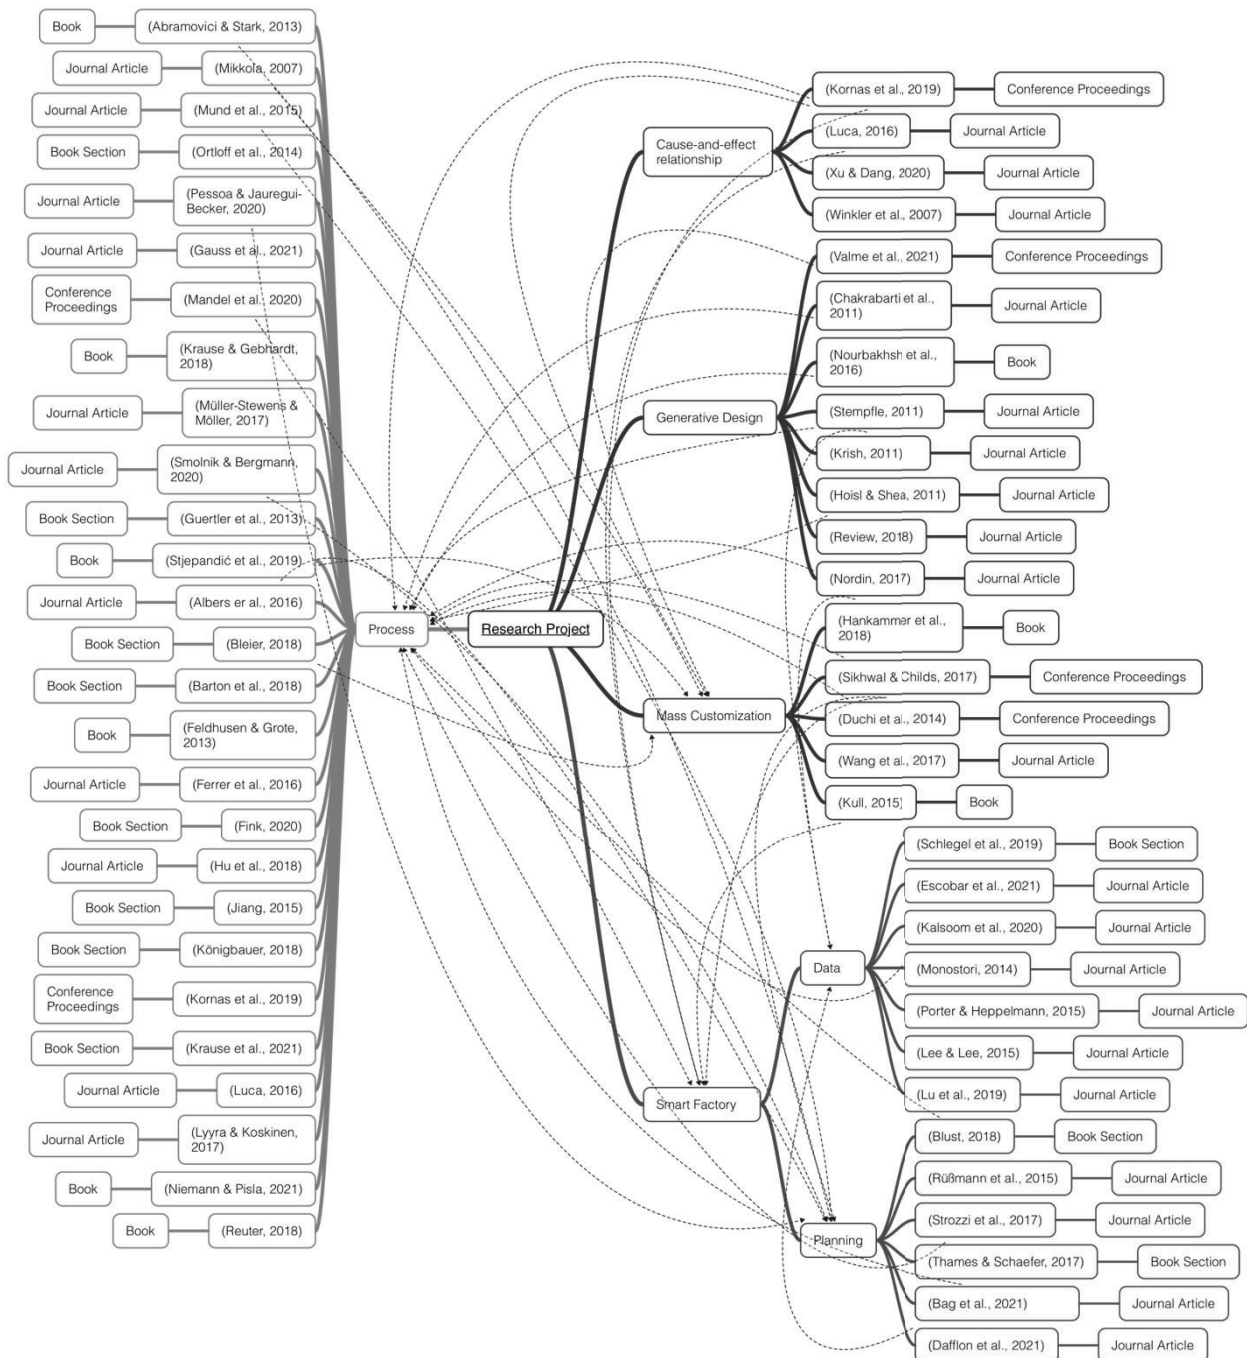 Book
(Abramovici & Stark, 2013)
Journal Article
(Mikkola, 2007)
Journal Article
(Mund et al., 2015)
Book Section
(Ortloff et al., 2014)
Journal Article
(Pessoa & Jauregui-
Becker, 2020)
Journal Article
(Gauss et al., 2021)
Conference
Proceedings
(Mandel et al., 2020)
Book
(Krause & Gebhardt,
2018)
Journal Article
(Müller-Stewens &
Möller, 2017)
Journal Article
(Smolnik & Bergmann,
2020)
Book Section
(Guertler et al., 2013)
Book
(Stjepandić et al., 2019)
Journal Article
(Albers er al., 2016)
Book Section
(Bleier, 2018)
Book Section
(Barton et al., 2018)
Book
(Feldhusen & Grote,
2013)
Journal Article
(Ferrer et al., 2016)
Book Section
(Fink, 2020)
Journal Article
(Hu et al., 2018)
Book Section
(Jiang, 2015)
Book Section
(Königbauer, 2018)
Conference
Proceedings
(Kornas et al., 2019)
Book Section
(Krause et al., 2021)
Journal Article
(Luca, 2016)
Journal Article
(Lyyra & Koskinen,
2017)
Book
(Niemann & Pisla, 2021)
Book
(Reuter, 2018)
Process
Research Project
Cause-and-effect
relationship
(Kornas et al., 2019)
Conference Proceedings
(Luca, 2016)
Journal Article
(Xu & Dang, 2020)
Journal Article
(Winkler et al., 2007)
Journal Article
Generative Design
(Valme et al., 2021)
Conference Proceedings
(Chakrabarti et al.,
2011)
Journal Article
(Nourbakhsh et al.,
2016)
Book
(Stempfle, 2011)
Journal Article
(Krish, 2011)
Journal Article
(Hoisl & Shea, 2011)
Journal Article
(Review, 2018)
Journal Article
(Nordin, 2017)
Journal Article
Mass Customization
(Hankammer et al.,
2018)
Book
(Sikhwal & Childs, 2017)
Conference Proceedings
(Duchi et al., 2014)
Conference Proceedings
(Wang et al., 2017)
Journal Article
(Kull, 2015)
Book
Smart Factory
Data
(Schlegel et al., 2019)
Book Section
(Escobar et al., 2021)
Journal Article
(Kalsoom et al., 2020)
Journal Article
(Monostori, 2014)
Journal Article
(Porter & Heppelmann, 2015)
Journal Article
(Lee & Lee, 2015)
Journal Article
(Lu et al., 2019)
Journal Article
Planning
(Blust, 2018)
Book Section
(Rüßmann et al., 2015)
Journal Article
(Strozzi et al., 2017)
Journal Article
(Thames & Schaefer, 2017)
Book Section
(Bag et al., 2021)
Journal Article
(Dafflon et al., 2021)
Journal Article